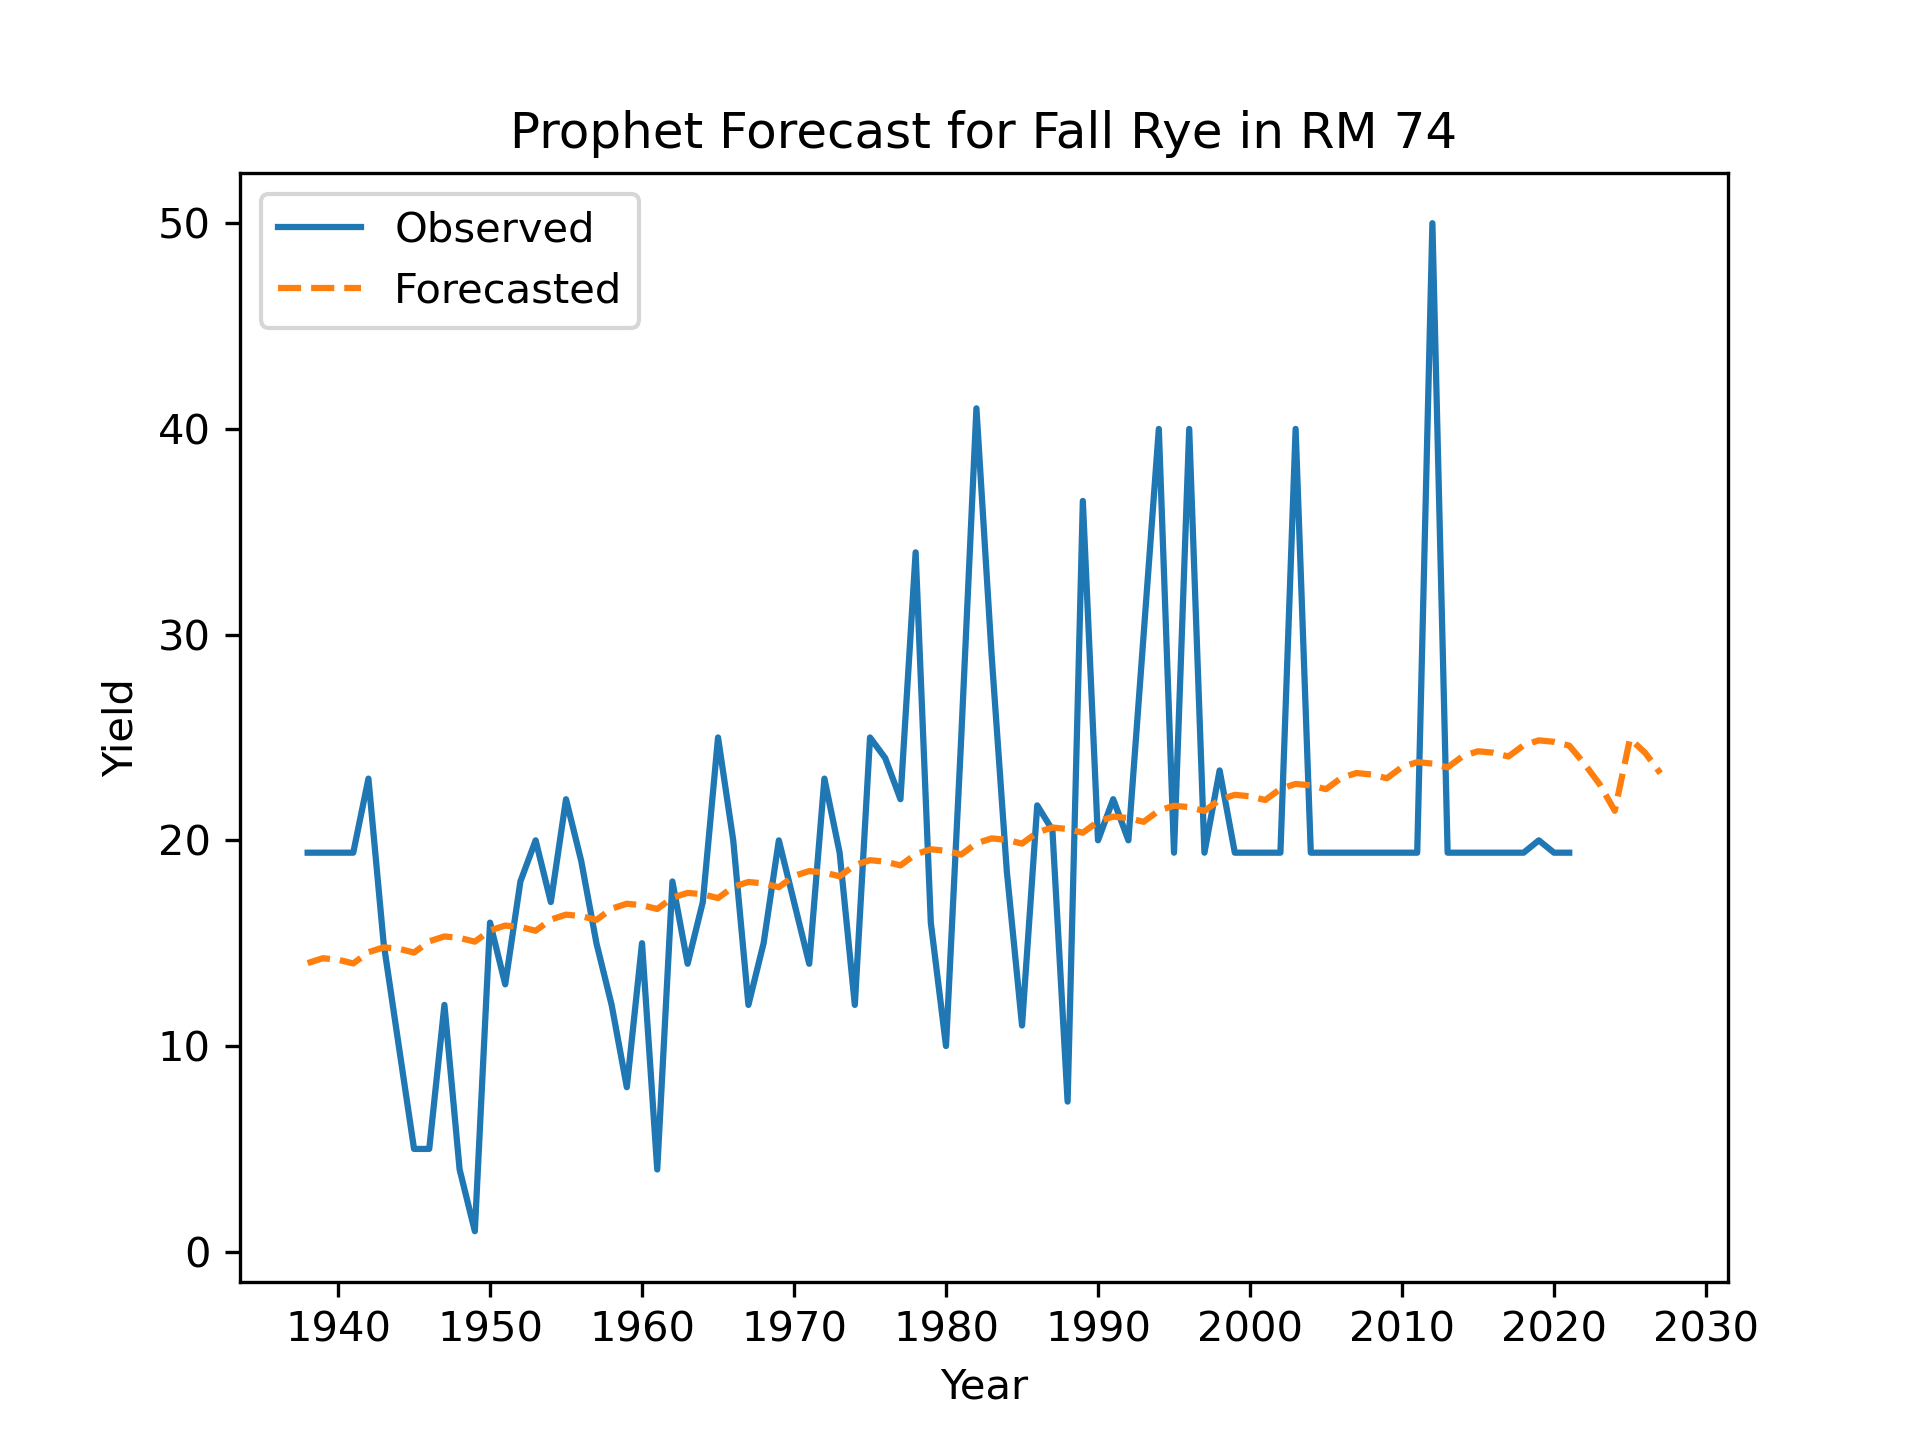 Prophet Forecast for Fall Rye in RM 74
Observed
Forecasted
50
40
30
20
10
0
Yield
1940 1950 1960 1970 1980 1990 2000 2010 2020 2030
Year